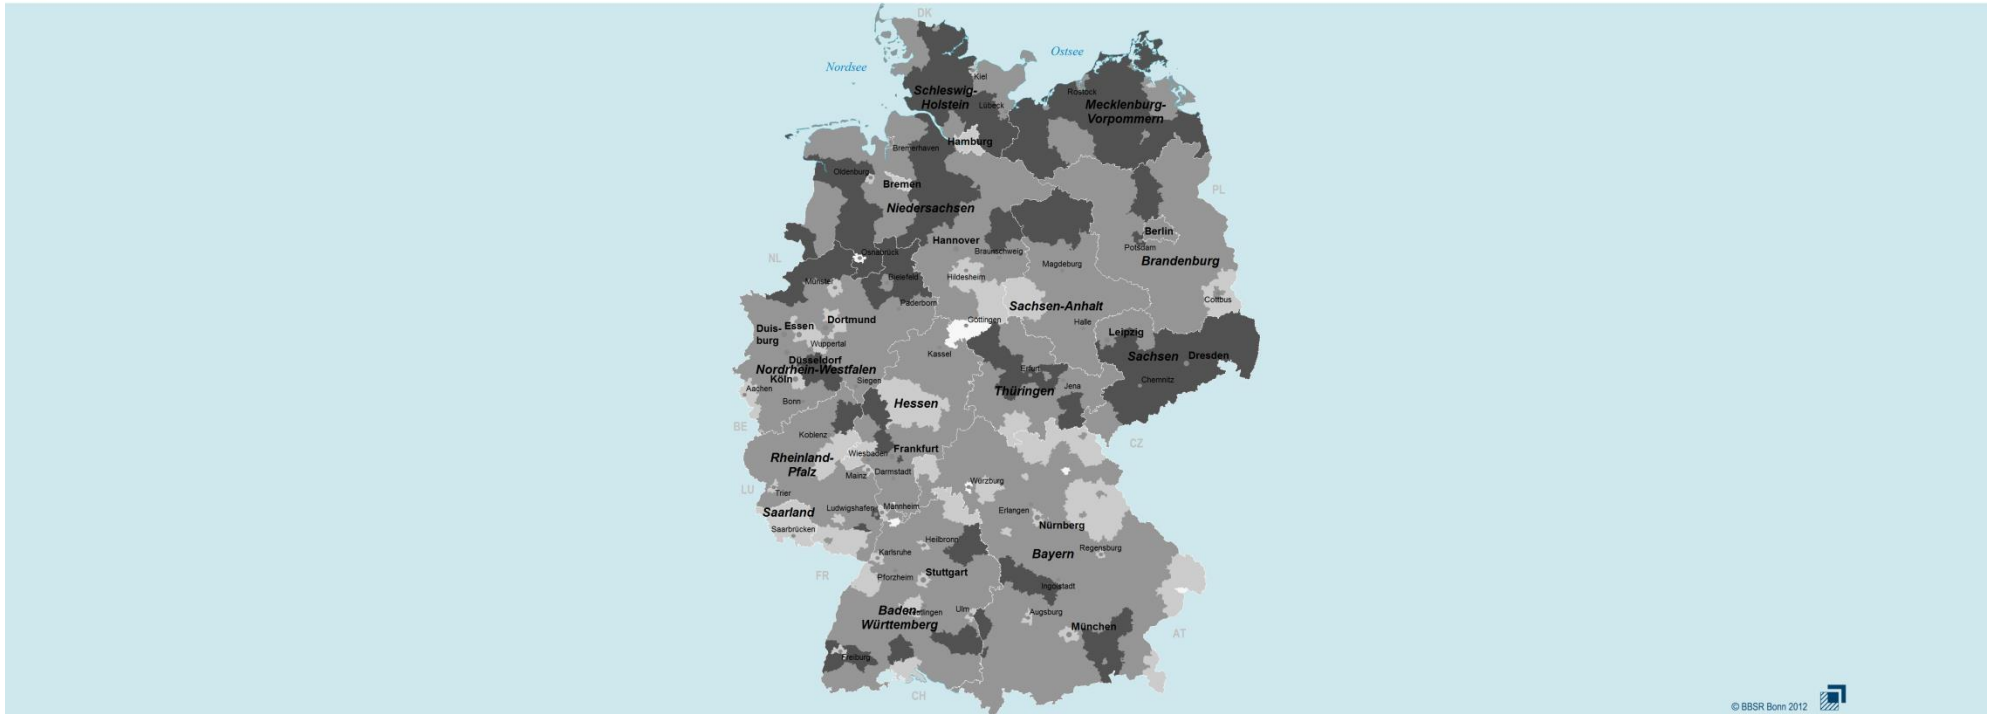 DK
Nordsee
Ostsee
Kiel
Schleswig-
Holstein
Lübeck
Rostock
Mecklenburg-
Vorpommern
Hamburg
Bremerhaven
Oldenburg
Bremen
PL
Niedersachsen
Hannover
Berlin
Potsdam
Brandenburg
Osnabrück
Braunschweig
Magdeburg
NL
Münster
Bielefeld
Hildesheim
Paderborn
Sachsen-Anhalt
Cottbus
Duis-
burg
Essen
Dortmund
Göttingen
Halle
Leipzig
Wuppertal
Kassel
Düsseldorf
Sachsen
Dresden
Nordrhein-Westfalen
Köln
Siegen
Erfurt
Chemnitz
Aachen
Thüringen
Jena
Bonn
Hessen
BE
Koblenz
CZ
Frankfurt
Wiesbaden
Rheinland-
Pfalz
Mainz
Darmstadt
LU
Trier
Würzburg
Saarland
Ludwigshafen
Mannheim
Erlangen
Nürnberg
Saarbrücken
Heilbronn
Karlsruhe
Bayern
Regensburg
FR
Pforzheim
Stuttgart
Ingolstadt
Baden-
Württemberg
Ulm
Augsburg
München
AT
Freiburg
CH
© BBSR Bonn 2012